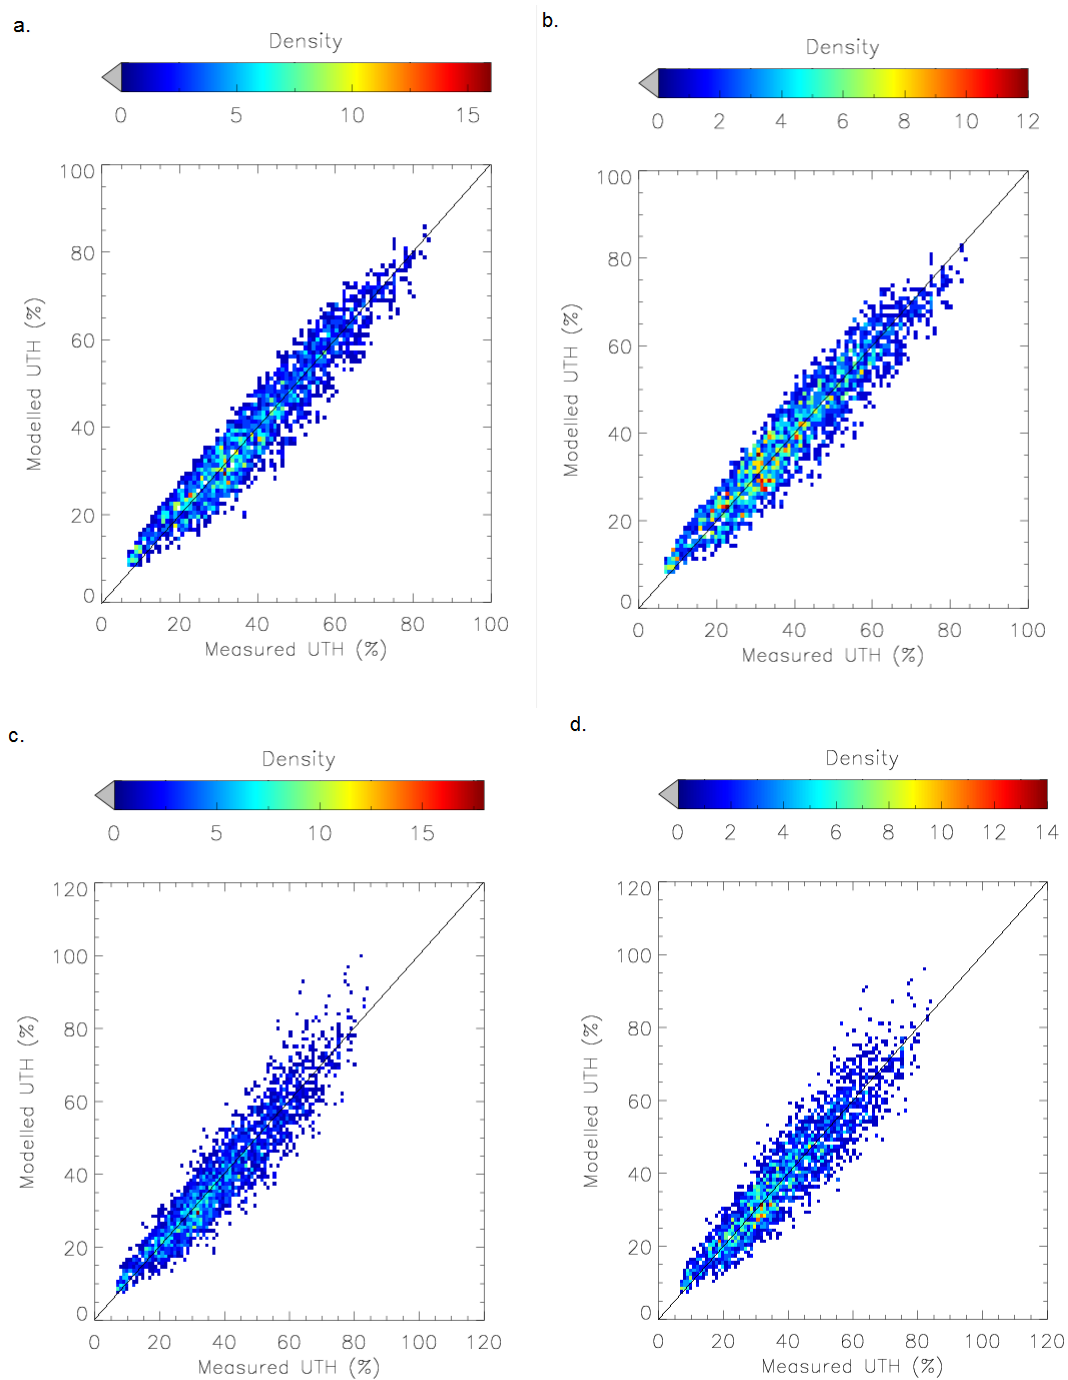 a.
Density
0 5 10 15
100
80
60
40
20
0
Modelled UTH (%)
0 20 40 60 80 100
Measured UTH (%)
b.
Density
0 2 4 6 8 10 12
100
80
60
40
20
0
Modelled UTH (%)
0 20 40 60 80 100
Measured UTH (%)
c.
Density
0 5 10 15
120
100
80
60
40
20
0
Modelled UTH (%)
0 20 40 60 80 100 120
Measured UTH (%)
d.
Density
0 2 4 6 8 10 12 14
120
100
80
60
40
20
0
Modelled UTH (%)
0 20 40 60 80 100 120
Measured UTH (%)